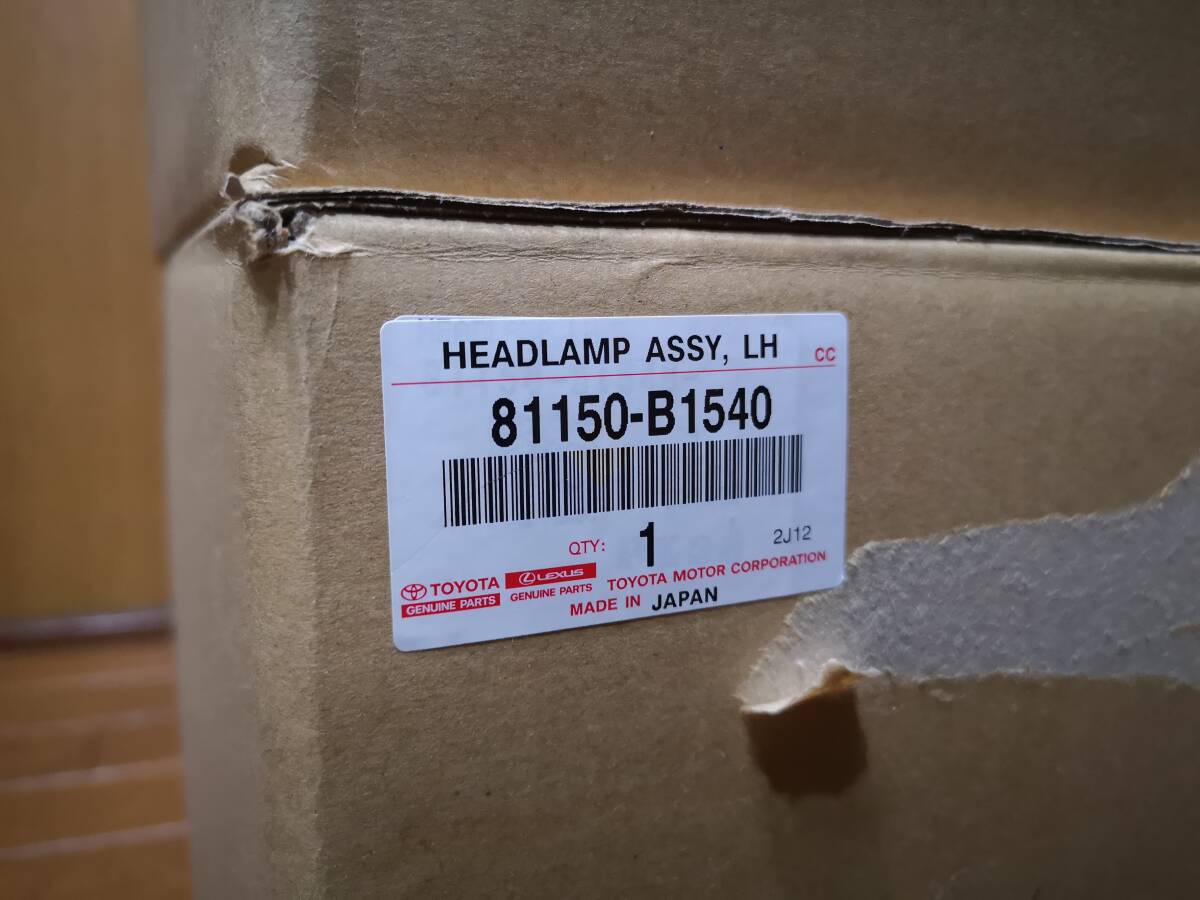 HEADLAMP ASSY, LH CC
81150-B1540
QTY: 1 2J12
TOYOTA LEXUS TOYOTA MOTOR CORPORATION
GENUINE PARTS GENUINE PARTS MADE IN JAPAN